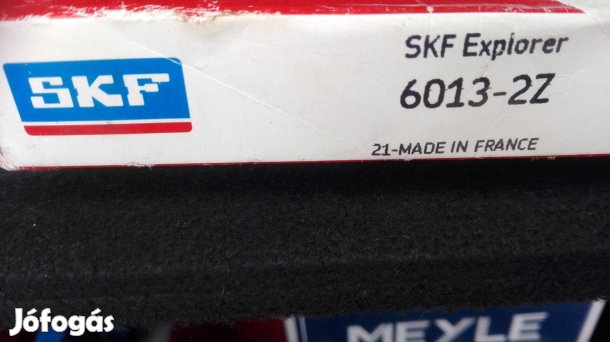 SKF
SKF Explorer
6013-2Z
21-MADE IN FRANCE
MEYLE
Jófogás